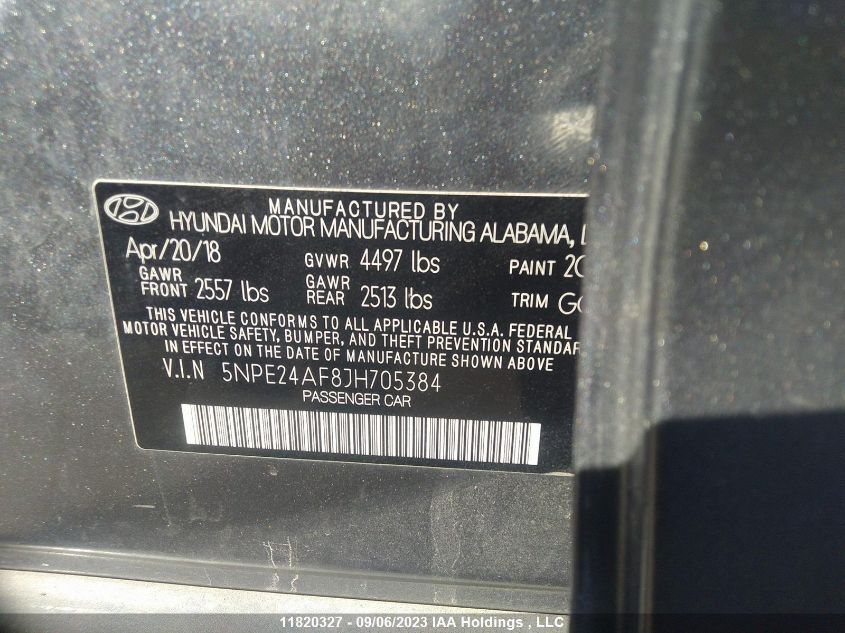 MANUFACTURED BY
HYUNDAI MOTOR MANUFACTURING ALABAMA,
Apr/20/18 GVWR 4497 lbs PAINT
GAWR FRONT 2557 lbs GAWR REAR 2513 lbs TRIM
THIS VEHICLE CONFORMS TO ALL APPLICABLE U.S.A. FEDERAL
MOTOR VEHICLE SAFETY, BUMPER, AND THEFT PREVENTION
IN EFFECT ON THE DATE OF MANUFACTURE SHOWN ABOVE
V.I.N 5NPE24AF8JH705384
PASSENGER CAR
11820327 - 09/06/2023 IAA Holdings , LLC